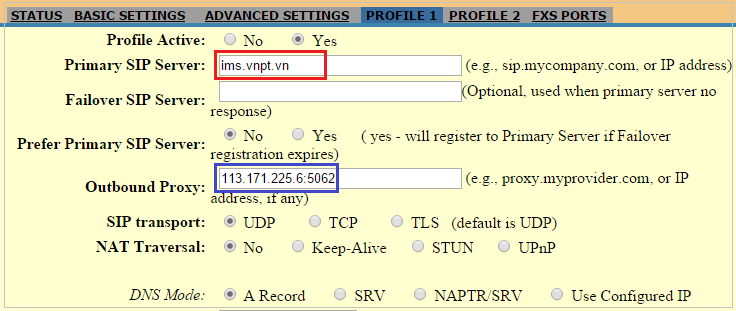 STATUS BASIC SETTINGS ADVANCED SETTINGS PROFILE 1 PROFILE 2 FXS PORTS
Profile Active: No Yes
Primary SIP Server: ims.vnpt.vn (e.g., sip.mycompany.com, or IP address)
Failover SIP Server: (Optional, used when primary server no
response)
Prefer Primary SIP Server: No Yes ( yes - will register to Primary Server if Failover
registration expires)
Outbound Proxy: 113.171.225.6:5062 (e.g., proxy.myprovider.com, or IP
address, if any)
SIP transport: UDP TCP TLS (default is UDP)
NAT Traversal: No Keep-Alive STUN UPnP
DNS Mode: A Record SRV NAPTR/SRV Use Configured IP